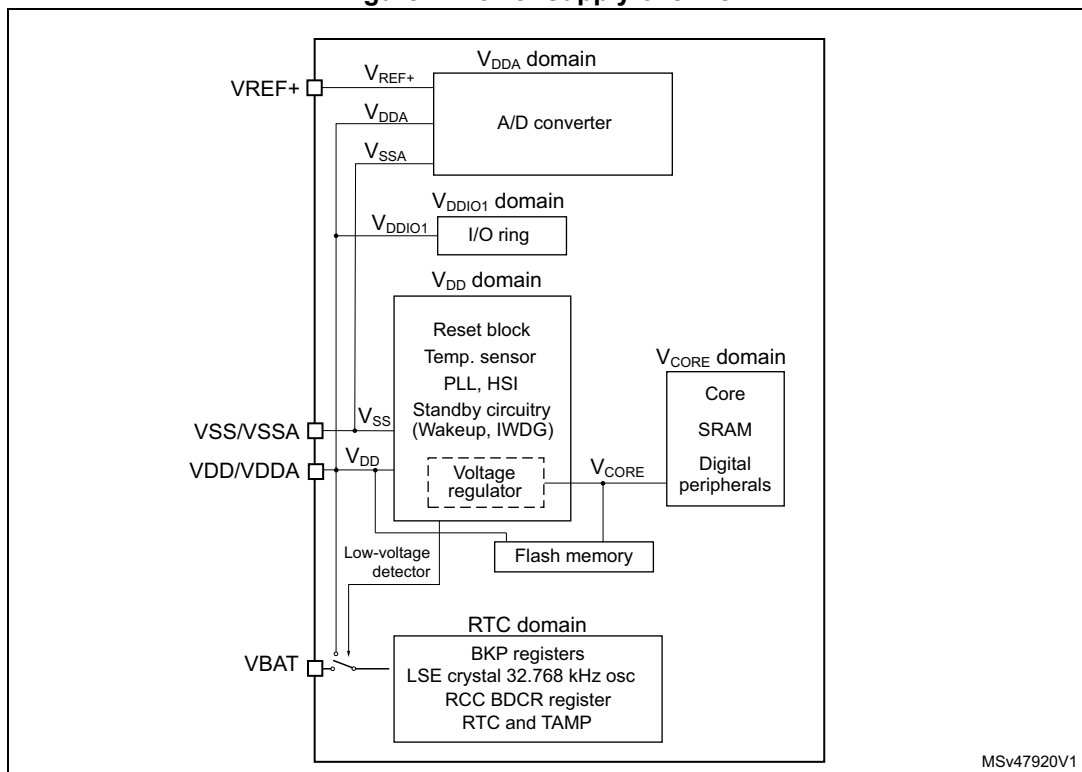 VDDA domain
VREF+
VREF+
VDDA
A/D converter
VSSA
VDDIO1 domain
VDDIO1
I/O ring
VDD domain
Reset block
Temp. sensor
PLL, HSI
Standby circuitry
(Wakeup, IWDG)
VCORE domain
Core
SRAM
Digital
peripherals
VSS/VSSA
VSS
VDD/VDDA
VDD
Voltage
regulator
VCORE
Flash memory
Low-voltage
detector
RTC domain
VBAT
BKP registers
LSE crystal 32.768 kHz osc
RCC BDCR register
RTC and TAMP
MSv47920V1